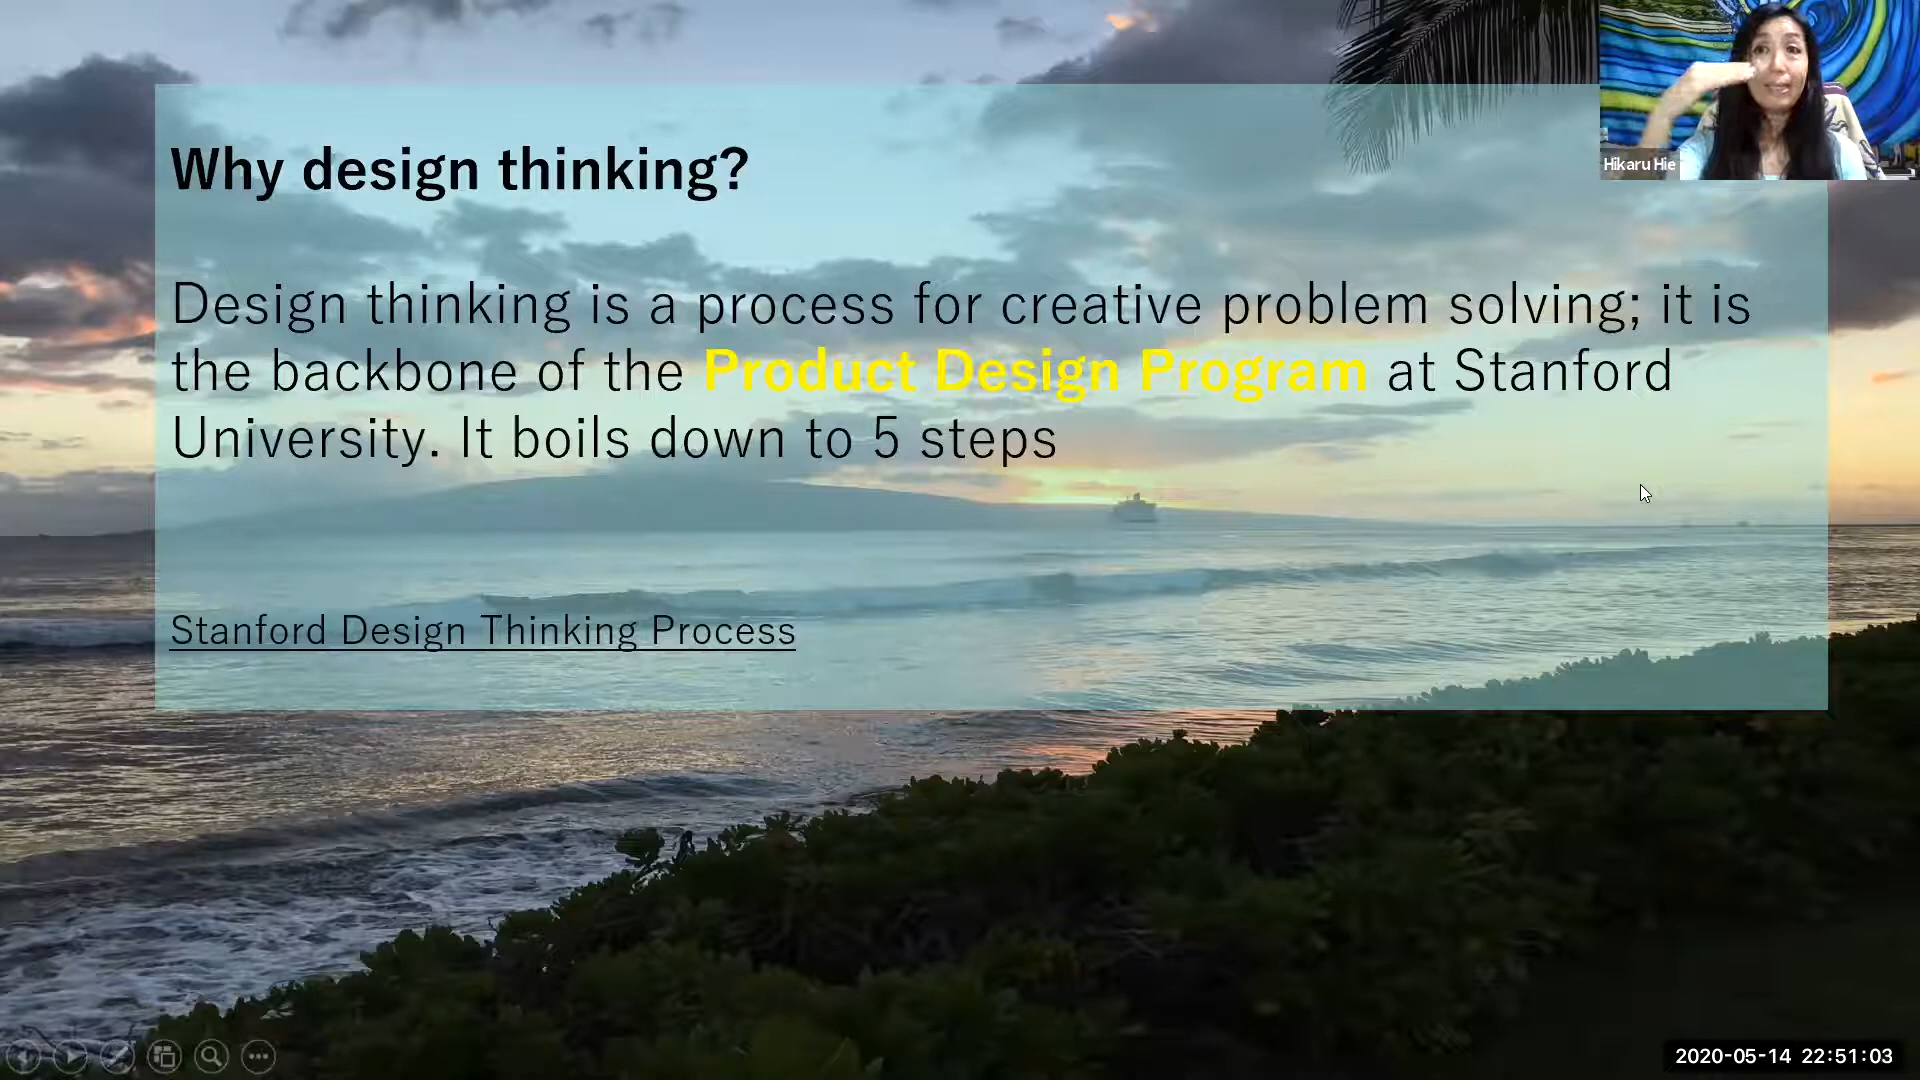 Why design thinking?
Design thinking is a process for creative problem solving; it is
the backbone of the Product Design Program at Stanford
University. It boils down to 5 steps
Stanford Design Thinking Process
Hikaru Hie
2020-05-14 22:51:03